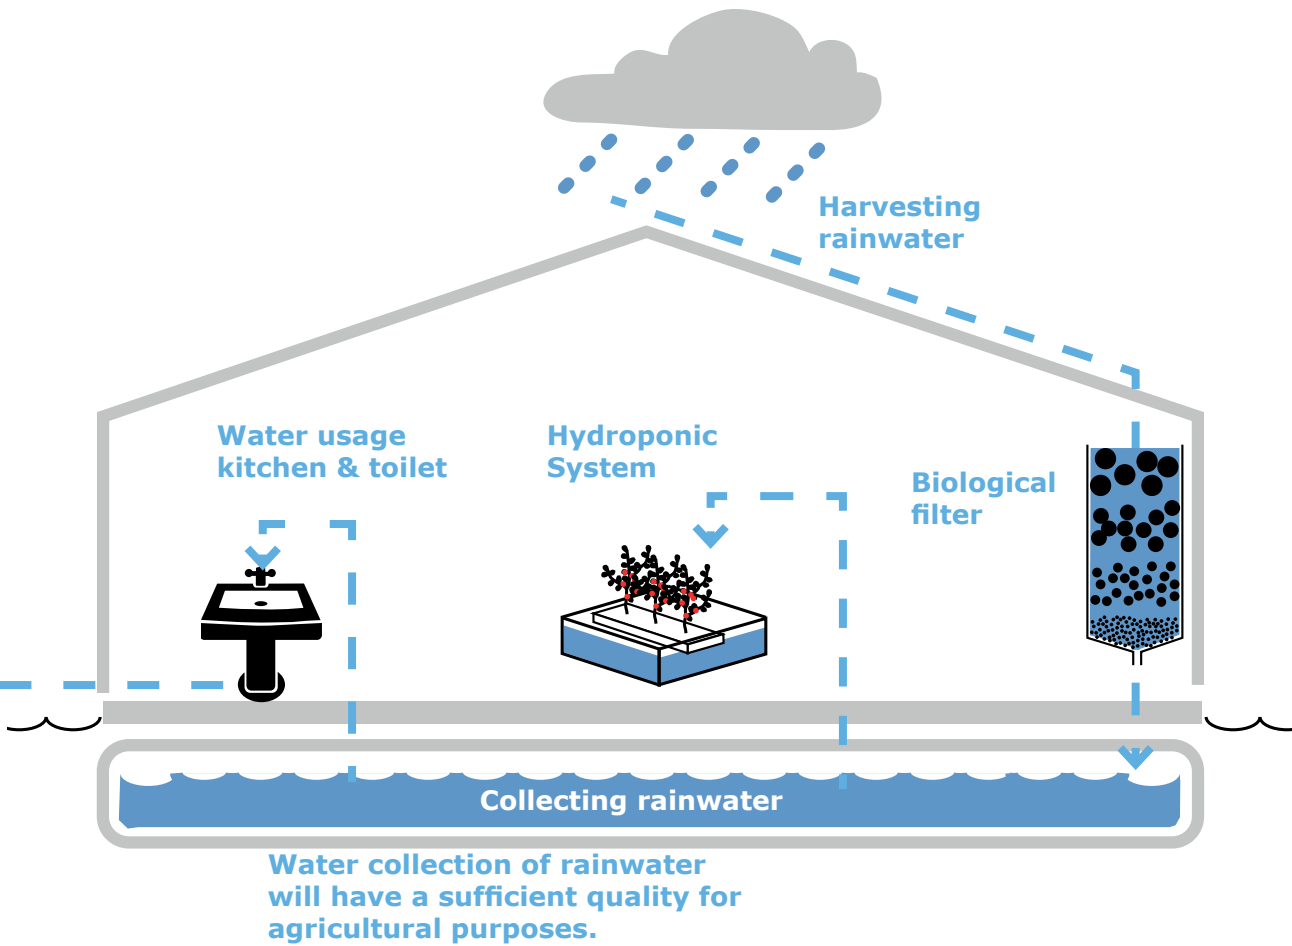 Harvesting
rainwater
Water usage
kitchen & toilet
Hydroponic
System
Biological
filter
Collecting rainwater
Water collection of rainwater
will have a sufficient quality for
agricultural purposes.